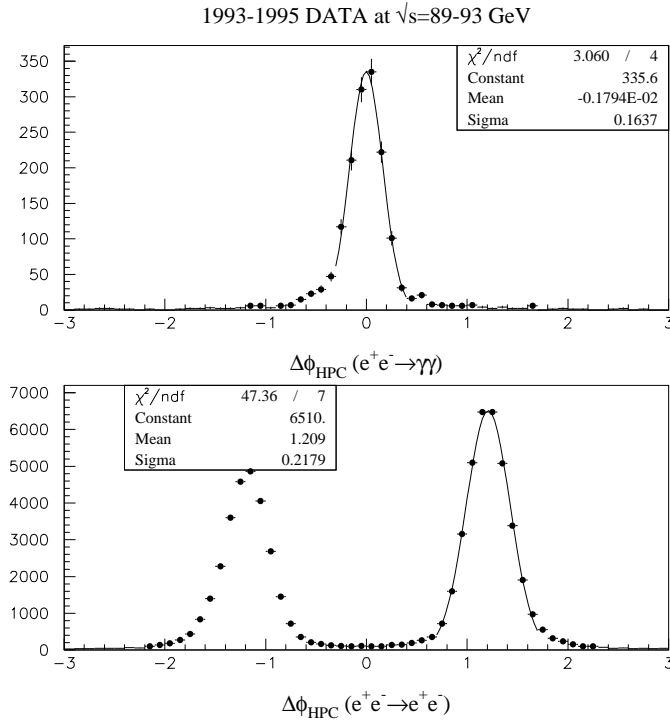 1993-1995 DATA at √s=89-93 GeV
350
300
250
200
150
100
50
0
χ²/ndf 3.060 / 4
Constant 335.6
Mean -0.1794E-02
Sigma 0.1637
-3 -2 -1 0 1 2 3
Δϕ_HPC (e⁺e⁻→γγ)
7000
6000
5000
4000
3000
2000
1000
0
χ²/ndf 47.36 / 7
Constant 6510.
Mean 1.209
Sigma 0.2179
-3 -2 -1 0 1 2 3
Δϕ_HPC (e⁺e⁻→e⁺e⁻)